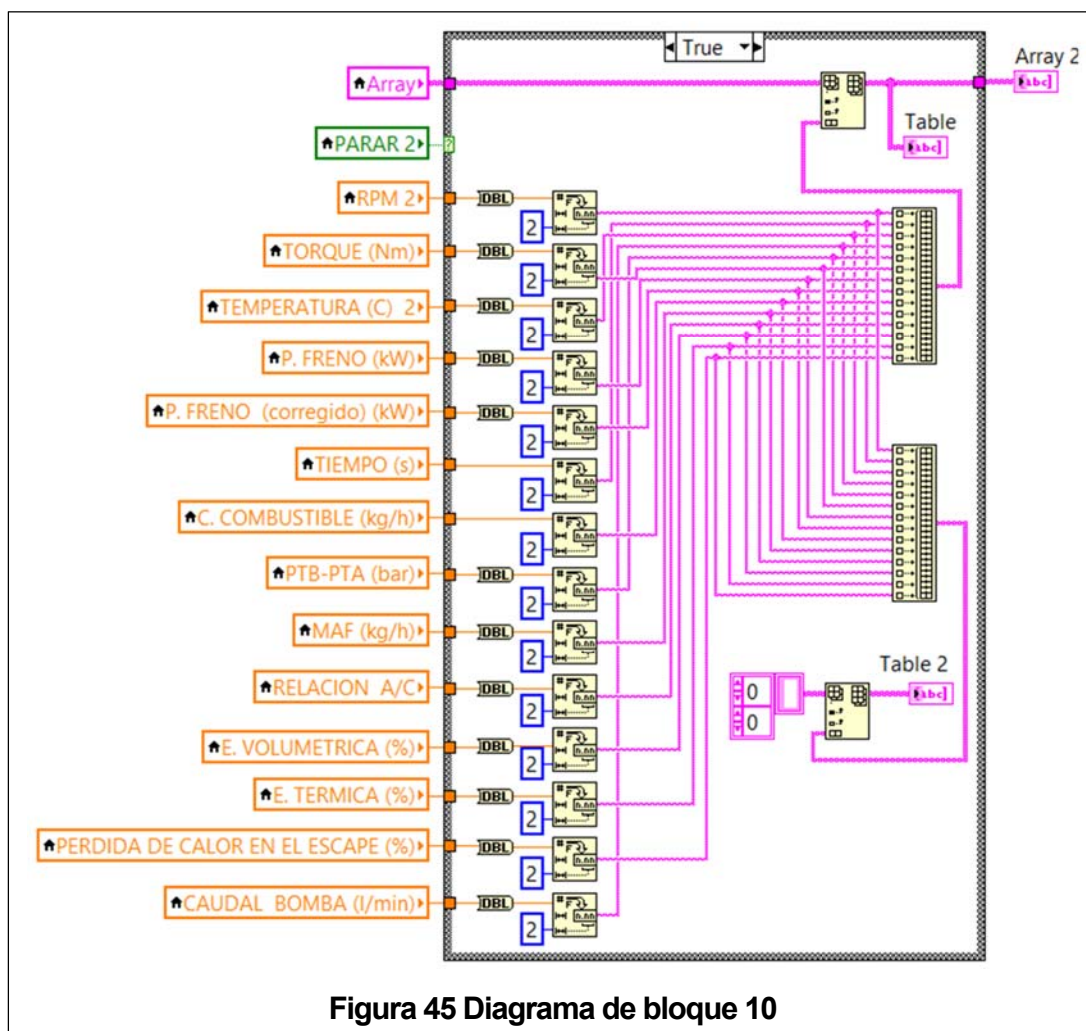 True
Array 2
[abc]
Array
Table
[abc]
PARAR 2
?
RPM 2
DBL
2
TORQUE (Nm)
DBL
2
TEMPERATURA (C) 2
DBL
2
P. FRENO (kW)
DBL
2
P. FRENO (corregido) (kW)
DBL
2
TIEMPO (s)
2
C. COMBUSTIBLE (kg/h)
2
PTB-PTA (bar)
DBL
2
MAF (kg/h)
DBL
2
RELACION A/C
DBL
2
Table 2
[abc]
0
0
E. VOLUMETRICA (%)
DBL
2
E. TERMICA (%)
DBL
2
PERDIDA DE CALOR EN EL ESCAPE (%)
DBL
2
CAUDAL BOMBA (l/min)
DBL
2
Figura 45 Diagrama de bloque 10